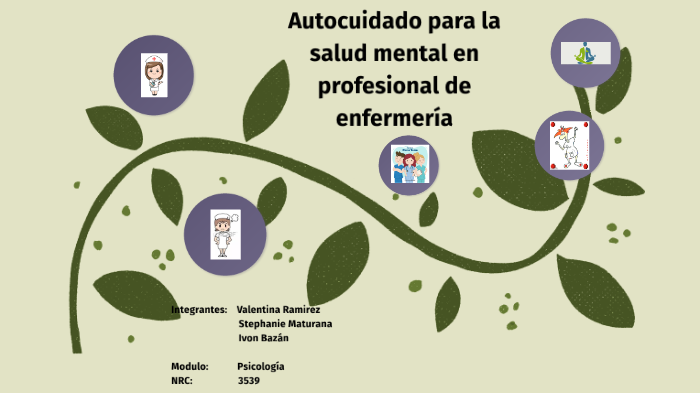 Autocuidado para la
salud mental en
profesional de
enfermería
Integrantes: Valentina Ramirez
Stephanie Maturana
Ivon Bazán
Modulo: Psicología
NRC: 3539